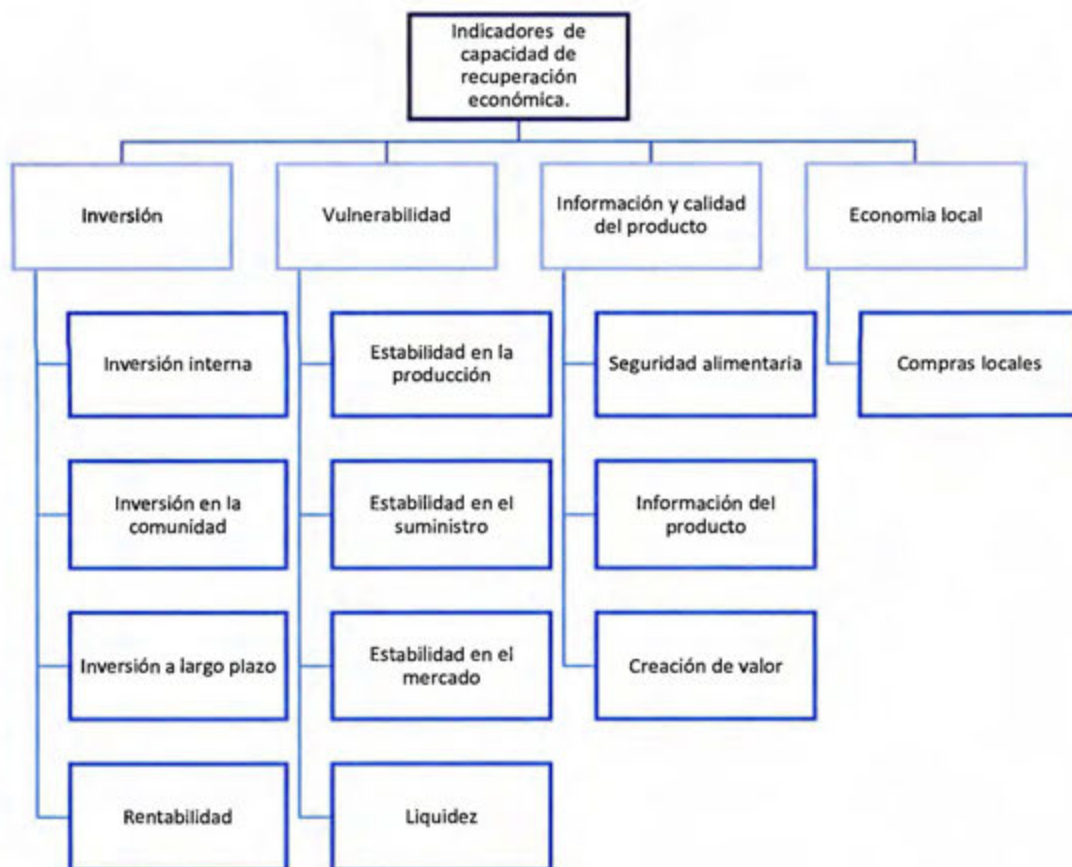 Indicadores de
capacidad de
recuperación
económica.
Inversión
Vulnerabilidad
Información y calidad
del producto
Economia local
Inversión interna
Estabilidad en la
producción
Seguridad alimentaria
Compras locales
Inversión en la
comunidad
Estabilidad en el
suministro
Información del
producto
Inversión a largo plazo
Estabilidad en el
mercado
Creación de valor
Rentabilidad
Liquidez